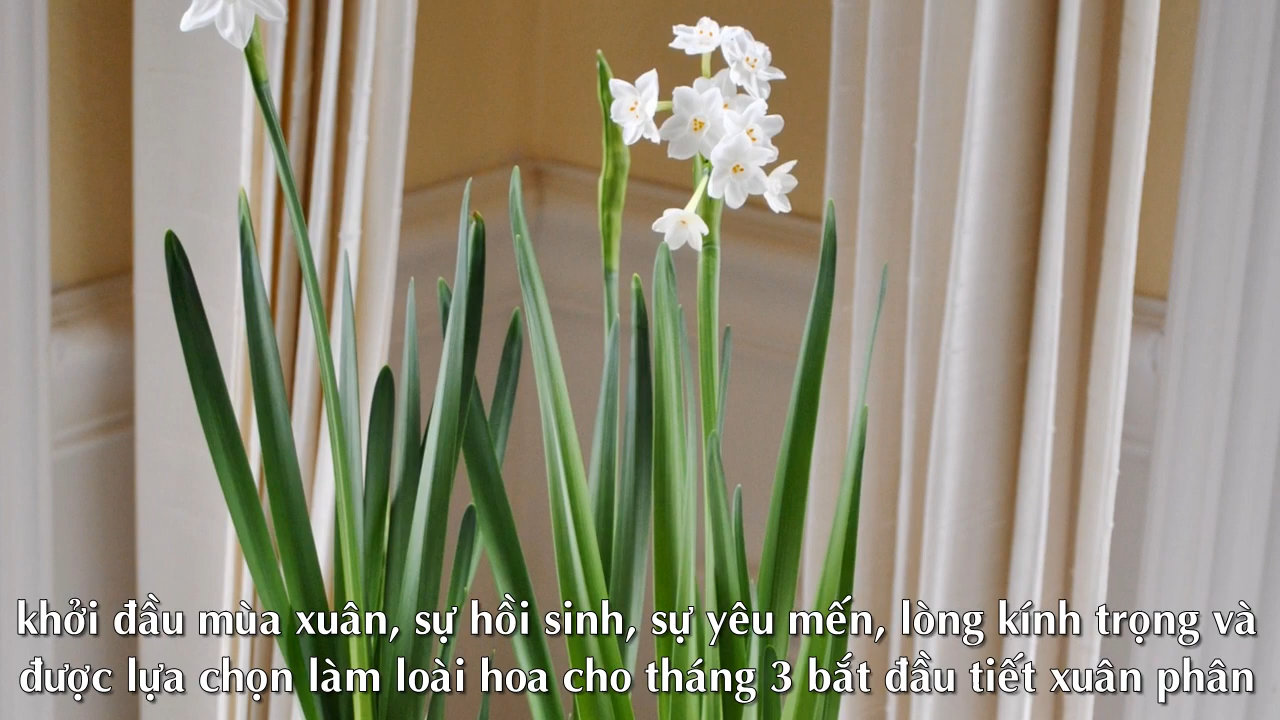 khởi đầu mùa xuân, sự hồi sinh, sự yêu mến, lòng kính trọng và
được lựa chọn làm loài hoa cho tháng 3 bắt đầu tiết xuân phân